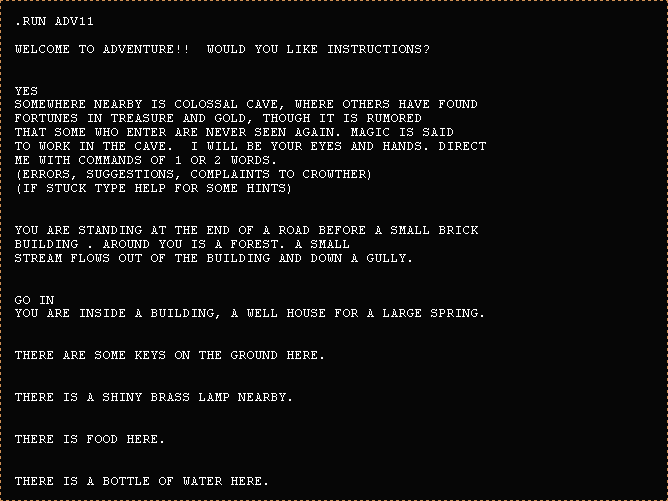 .RUN ADV11
WELCOME TO ADVENTURE!!  WOULD YOU LIKE INSTRUCTIONS?
YES
SOMEWHERE NEARBY IS COLOSSAL CAVE, WHERE OTHERS HAVE FOUND
FORTUNES IN TREASURE AND GOLD, THOUGH IT IS RUMORED
THAT SOME WHO ENTER ARE NEVER SEEN AGAIN. MAGIC IS SAID
TO WORK IN THE CAVE.  I WILL BE YOUR EYES AND HANDS. DIRECT
ME WITH COMMANDS OF 1 OR 2 WORDS.
(ERRORS, SUGGESTIONS, COMPLAINTS TO CROWTHER)
(IF STUCK TYPE HELP FOR SOME HINTS)
YOU ARE STANDING AT THE END OF A ROAD BEFORE A SMALL BRICK
BUILDING . AROUND YOU IS A FOREST. A SMALL
STREAM FLOWS OUT OF THE BUILDING AND DOWN A GULLY.
GO IN
YOU ARE INSIDE A BUILDING, A WELL HOUSE FOR A LARGE SPRING.
THERE ARE SOME KEYS ON THE GROUND HERE.
THERE IS A SHINY BRASS LAMP NEARBY.
THERE IS FOOD HERE.
THERE IS A BOTTLE OF WATER HERE.